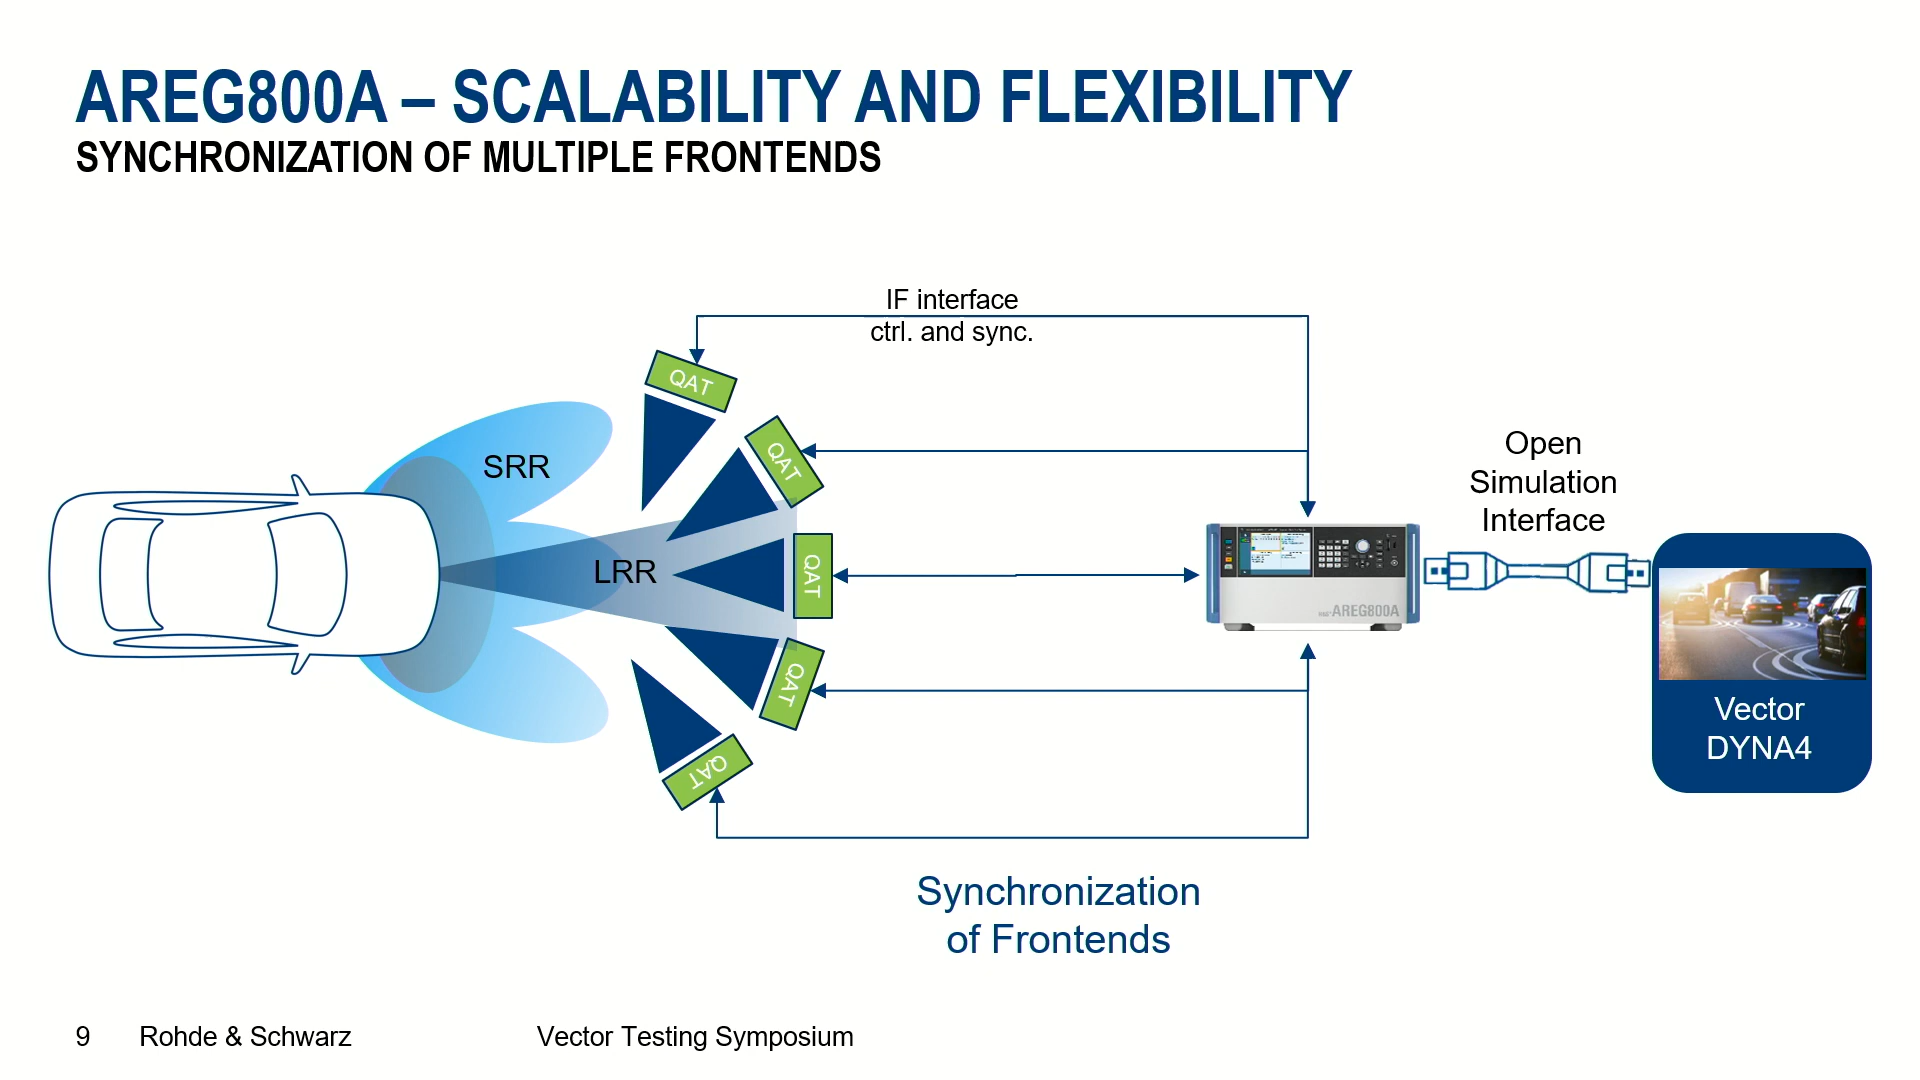 AREG800A – SCALABILITY AND FLEXIBILITY
SYNCHRONIZATION OF MULTIPLE FRONTENDS
IF interface
ctrl. and sync.
QAT
QAT
SRR
LRR
QAT
QAT
QAT
AREG800A
Open
Simulation
Interface
Vector
DYNA4
Synchronization
of Frontends
9 Rohde & Schwarz Vector Testing Symposium